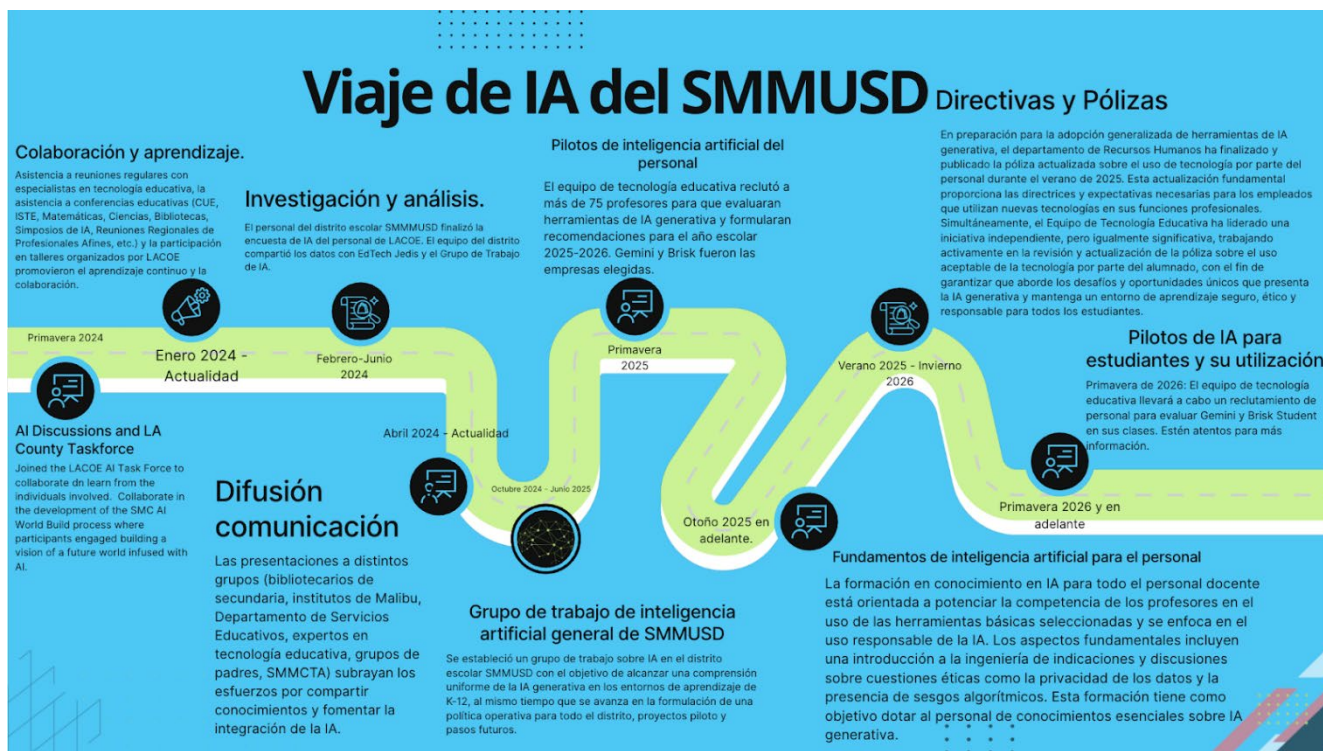 Viaje de IA del SMMUSD
Colaboración y aprendizaje.
Asistencia a reuniones regulares con
especialistas en tecnología educativa, la
asistencia a conferencias educativas (CUE,
ISTE, Matemáticas, Ciencias, Bibliotecas,
Simposios de IA, Reuniones Regionales de
Profesionales Afines, etc.) y la participación
en talleres organizados por LACOE
promovieron el aprendizaje continuo y la
colaboración.
Investigación y análisis.
El personal del distrito escolar SMMMUSD finalizó la
encuesta de IA del personal de LACOE. El equipo del distrito
compartió los datos con EdTech Jedis y el Grupo de Trabajo
de IA.
Pilotos de inteligencia artificial del
personal
El equipo de tecnología educativa reclutó a
más de 75 profesores para que evaluaran
herramientas de IA generativa y formularan
recomendaciones para el año escolar
2025-2026. Gemini y Brisk fueron las
empresas elegidas.
Directivas y Pólizas
En preparación para la adopción generalizada de herramientas de IA
generativa, el departamento de Recursos Humanos ha finalizado y
publicado la póliza actualizada sobre el uso de tecnología por parte del
personal durante el verano de 2025. Esta actualización fundamental
proporciona las directrices y expectativas necesarias para los empleados
que utilizan nuevas tecnologías en sus funciones profesionales.
Simultáneamente, el Equipo de Tecnología Educativa ha liderado una
iniciativa independiente, pero igualmente significativa, trabajando
activamente en la revisión y actualización de la póliza sobre el uso
aceptable de la tecnología por parte del alumnado, con el fin de
garantizar que aborde los desafíos y oportunidades únicos que presenta
la IA generativa y mantenga un entorno de aprendizaje seguro, ético y
responsable para todos los estudiantes.
Primavera 2024
Enero 2024 -
Actualidad
Febrero-Junio
2024
Primavera
2025
Verano 2025 - Invierno
2026
Pilotos de IA para
estudiantes y su utilización
Primavera de 2026: El equipo de tecnología
educativa llevará a cabo un reclutamiento de
personal para evaluar Gemini y Brisk Student
en sus clases. Estén atentos para más
información.
AI Discussions and LA
County Taskforce
Joined the LACOE AI Task Force to
collaborate dn learn from the
individuals involved. Collaborate in
the development of the SMC AI
World Build process where
participants engaged building a
vision of a future world infused with
AI.
Abril 2024 - Actualidad
Difusión
comunicación
Las presentaciones a distintos
grupos (bibliotecarios de
secundaria, institutos de Malibu,
Departamento de Servicios
Educativos, expertos en
tecnología educativa, grupos de
padres, SMMCTA) subrayan los
esfuerzos por compartir
conocimientos y fomentar la
integración de la IA.
Octubre 2024 - Junio 2025
Grupo de trabajo de inteligencia
artificial general de SMMUSD
Se estableció un grupo de trabajo sobre IA en el distrito
escolar SMMUSD con el objetivo de alcanzar una comprensión
uniforme de la IA generativa en los entornos de aprendizaje de
K-12, al mismo tiempo que se avanza en la formulación de una
política operativa para todo el distrito, proyectos piloto y
pasos futuros.
Otoño 2025 en
adelante.
Primavera 2026 y en
adelante
Fundamentos de inteligencia artificial para el personal
La formación en conocimiento en IA para todo el personal docente
está orientada a potenciar la competencia de los profesores en el
uso de las herramientas básicas seleccionadas y se enfoca en el
uso responsable de la IA. Los aspectos fundamentales incluyen
una introducción a la ingeniería de indicaciones y discusiones
sobre cuestiones éticas como la privacidad de los datos y la
presencia de sesgos algorítmicos. Esta formación tiene como
objetivo dotar al personal de conocimientos esenciales sobre IA
generativa.